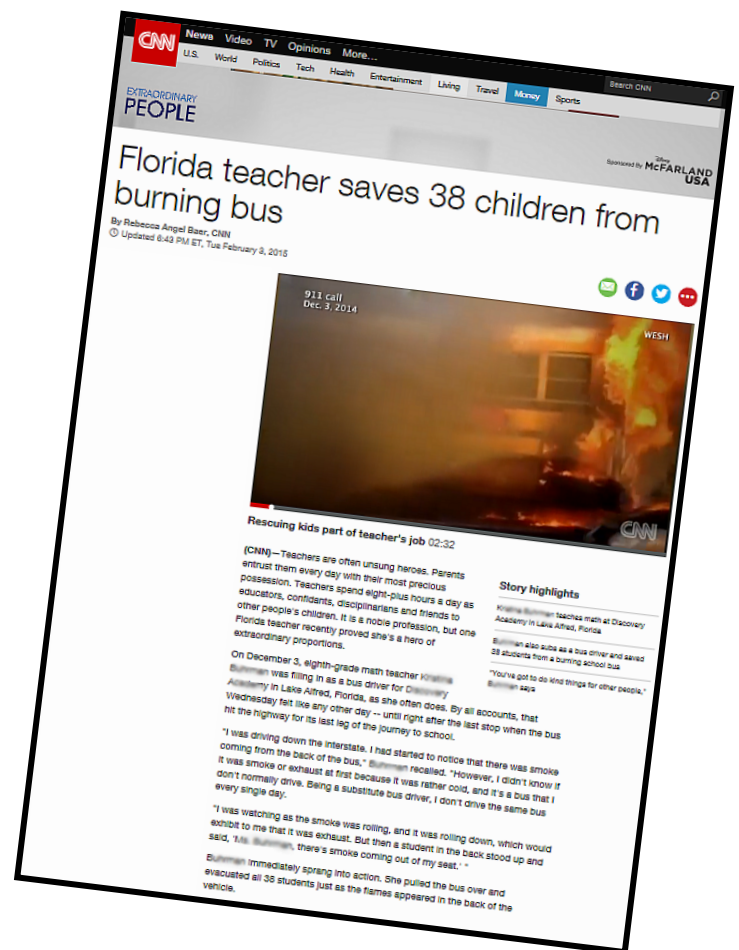 CNN
News Video TV Opinions More...
U.S. World Politics Tech Health Entertainment Living Travel Money Sports
Search CNN
EXTRAORDINARY
PEOPLE
Sponsored By Disney McFARLAND
USA
Florida teacher saves 38 children from
burning bus
By Rebecca Angel Baer, CNN
Updated 6:43 PM ET, Tue February 3, 2015
911 call
Dec. 3, 2014
WESH
CNN
Rescuing kids part of teacher's job 02:32
(CNN)—Teachers are often unsung heroes. Parents
entrust them every day with their most precious
possession. Teachers spend eight-plus hours a day as
educators, confidants, disciplinarians and friends to
other people's children. It is a noble profession, but one
Florida teacher recently proved she's a hero of
extraordinary proportions.
Story highlights
teaches math at Discovery
Academy in Lake Alfred, Florida
also subs as a bus driver and saved
38 students from a burning school bus
"You've got to do kind things for other people,"
says
On December 3, eighth-grade math teacher
was filling in as a bus driver for
in Lake Alfred, Florida, as she often does. By all accounts, that
Wednesday felt like any other day -- until right after the last stop when the bus
hit the highway for its last leg of the journey to school.
"I was driving down the interstate. I had started to notice that there was smoke
coming from the back of the bus," recalled. "However, I didn't know if
it was smoke or exhaust at first because it was rather cold, and it's a bus that I
don't normally drive. Being a substitute bus driver, I don't drive the same bus
every single day.
"I was watching as the smoke was rolling, and it was rolling down, which would
exhibit to me that it was exhaust. But then a student in the back stood up and
said, there's smoke coming out of my seat.' "
immediately sprang into action. She pulled the bus over and
evacuated all 38 students just as the flames appeared in the back of the
vehicle.